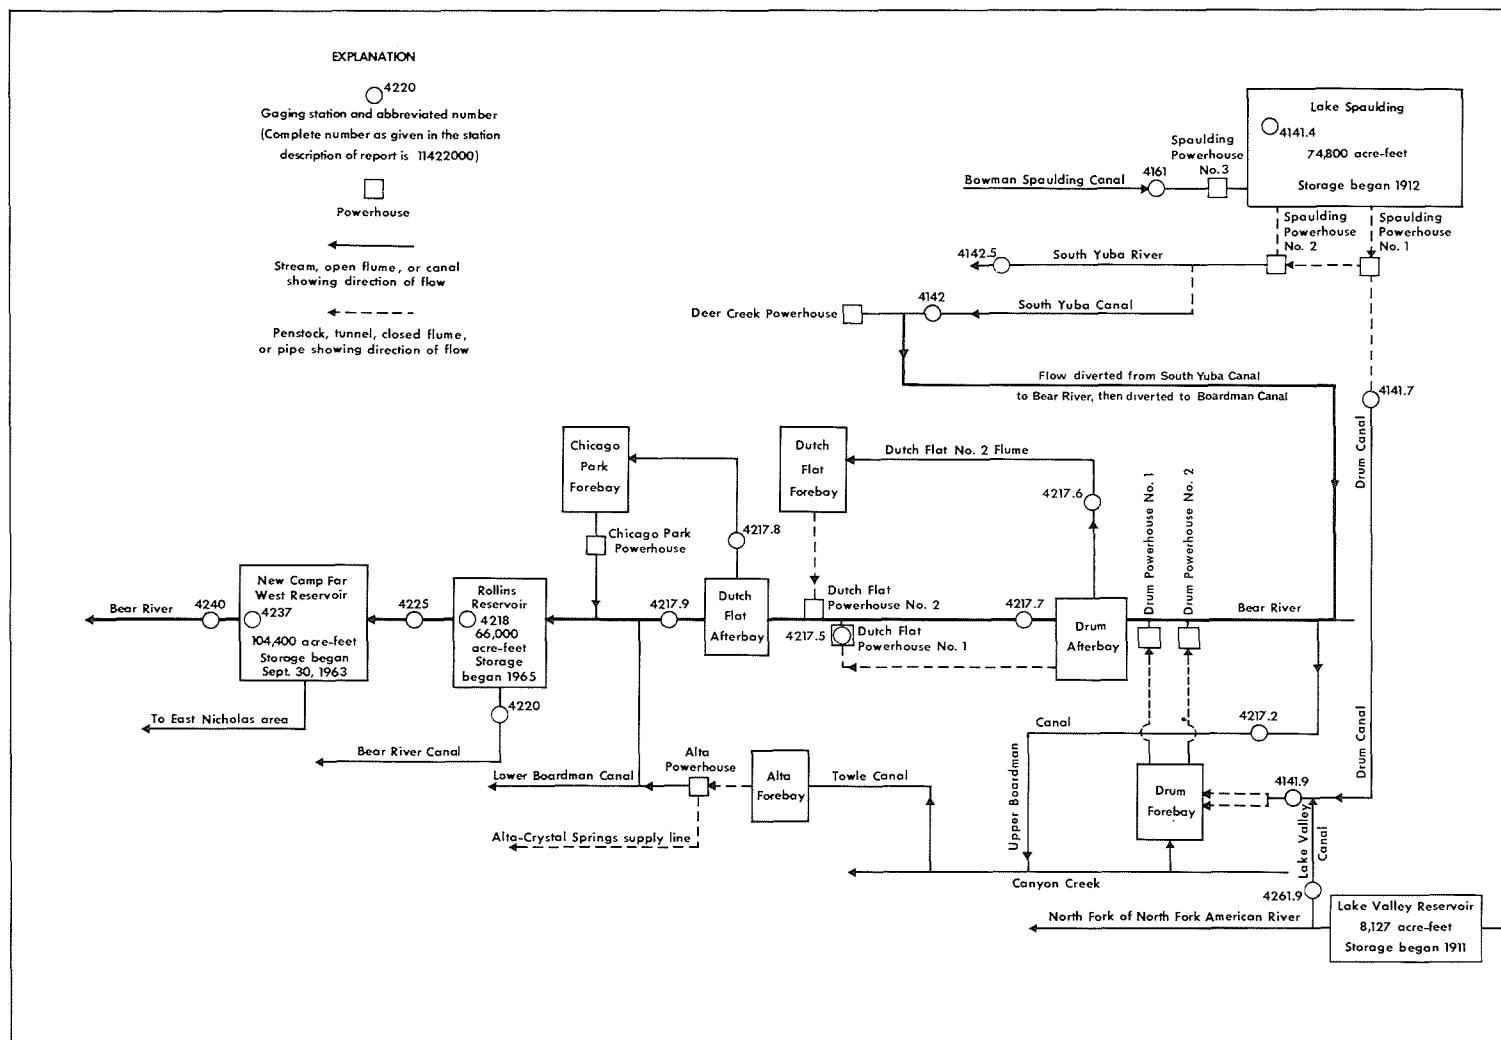 EXPLANATION
4220
Gaging station and abbreviated number
(Complete number as given in the station
description of report is 11422000)
Powerhouse
Stream, open flume, or canal
showing direction of flow
Penstock, tunnel, closed flume,
or pipe showing direction of flow
Lake Spaulding
4141.4
74,800 acre-feet
Storage began 1912
Spaulding
Powerhouse
No. 3
4161
Bowman Spaulding Canal
Spaulding
Powerhouse
No. 2
Spaulding
Powerhouse
No. 1
4142.5
South Yuba River
4142
South Yuba Canal
Deer Creek Powerhouse
Flow diverted from South Yuba Canal
to Bear River, then diverted to Boardman Canal
4141.7
Drum Canal
Chicago
Park
Forebay
Dutch
Flat
Forebay
Dutch Flat No. 2 Flume
4217.6
Drum Powerhouse No. 1
Drum Powerhouse No. 2
4217.8
Chicago Park
Powerhouse
New Camp Far
West Reservoir
4237
104,400 acre-feet
Storage began
Sept. 30, 1963
Bear River
4240
4225
Rollins
Reservoir
4218
66,000
acre-feet
Storage
began 1965
4217.9
Dutch
Flat
Afterbay
Dutch Flat
Powerhouse No. 2
4217.5
Dutch Flat
Powerhouse No. 1
4217.7
Drum
Afterbay
Bear River
To East Nicholas area
4220
Bear River Canal
Canal
4217.2
Drum Canal
Alta
Powerhouse
Lower Boardman Canal
Alta
Forebay
Towle Canal
Upper Boardman
Drum
Forebay
4141.9
Lake Valley
Canal
Alta-Crystal Springs supply line
Canyon Creek
4261.9
North Fork of North Fork American River
Lake Valley Reservoir
8,127 acre-feet
Storage began 1911